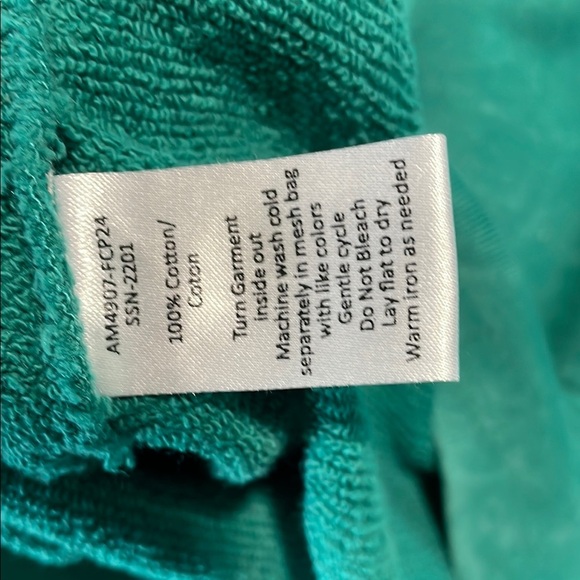 AM4907-FCP24
SSN-2201
100% Cotton/
Coton
Turn Garment
inside out
Machine wash cold
separately in mesh bag
with like colors
Gentle cycle
Do Not Bleach
Lay flat to dry
Warm iron as needed